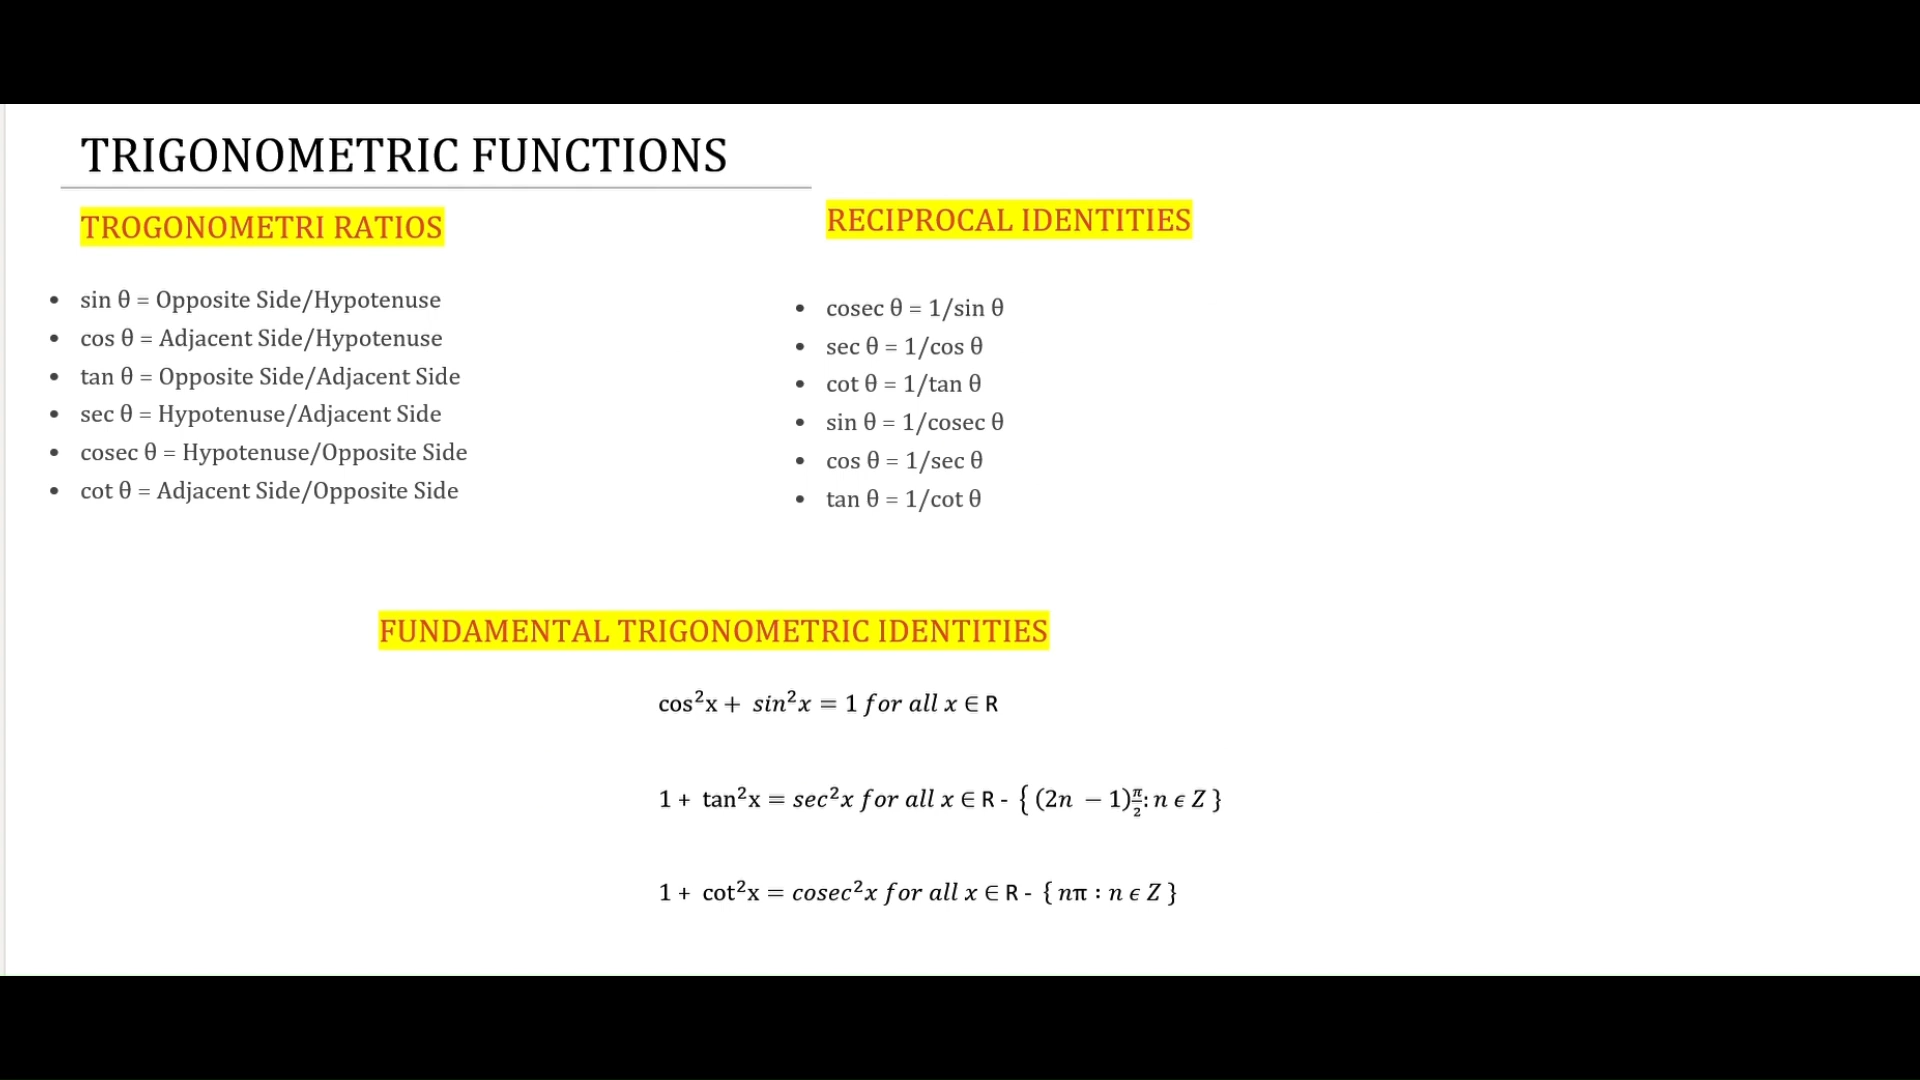 TRIGONOMETRIC FUNCTIONS
TROGONOMETRI RATIOS
• sin θ = Opposite Side/Hypotenuse
• cos θ = Adjacent Side/Hypotenuse
• tan θ = Opposite Side/Adjacent Side
• sec θ = Hypotenuse/Adjacent Side
• cosec θ = Hypotenuse/Opposite Side
• cot θ = Adjacent Side/Opposite Side
RECIPROCAL IDENTITIES
• cosec θ = 1/sin θ
• sec θ = 1/cos θ
• cot θ = 1/tan θ
• sin θ = 1/cosec θ
• cos θ = 1/sec θ
• tan θ = 1/cot θ
FUNDAMENTAL TRIGONOMETRIC IDENTITIES
cos²x + sin²x = 1 for all x ∈ R
1 + tan²x = sec²x for all x ∈ R - { (2n − 1)π/2: n ϵ Z }
1 + cot²x = cosec²x for all x ∈ R - { nπ : n ϵ Z }